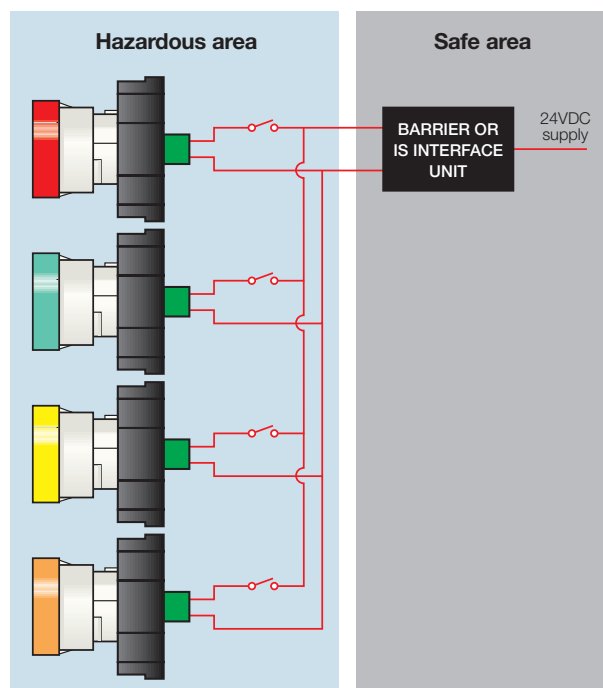 Hazardous area
Safe area
BARRIER OR
IS INTERFACE
UNIT
24VDC
supply